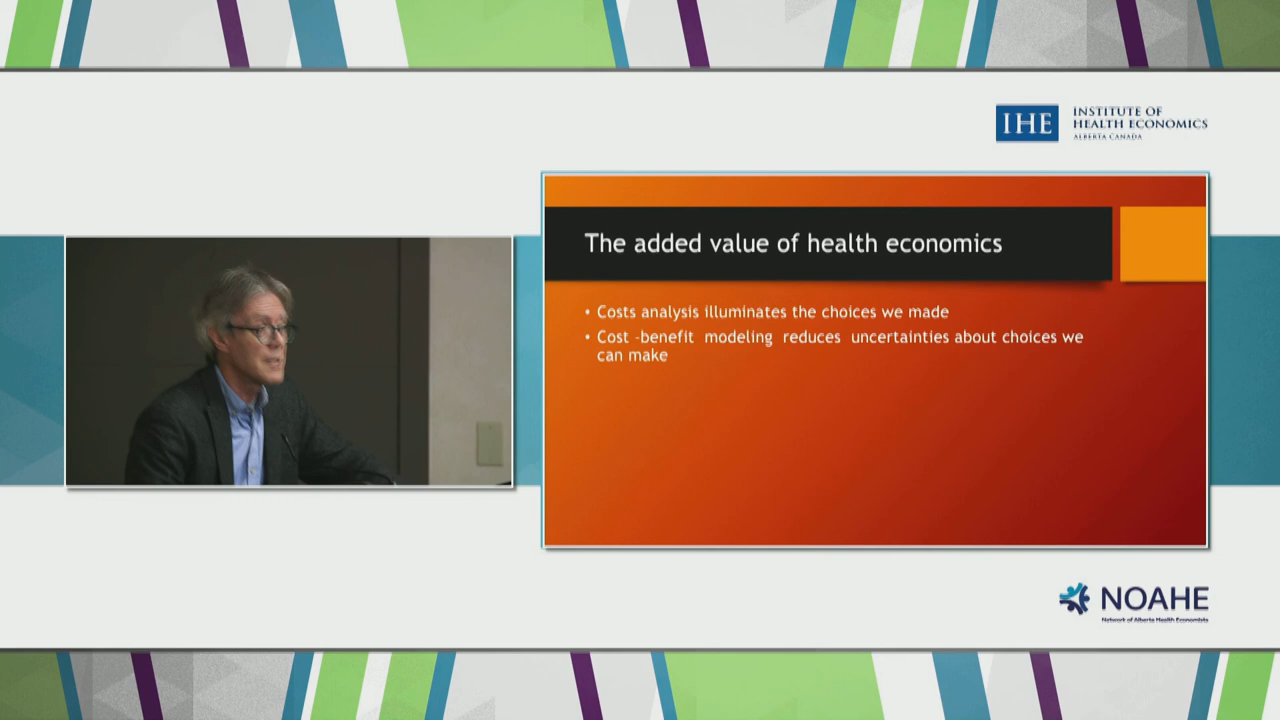 IHE
INSTITUTE OF
HEALTH ECONOMICS
ALBERTA CANADA
The added value of health economics
• Costs analysis illuminates the choices we made
• Cost -benefit modeling reduces uncertainties about choices we
can make
NOAHE
Network of Alberta Health Economists